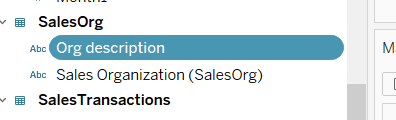 SalesOrg
Abc Org description
Abc Sales Organization (SalesOrg)
SalesTransactions